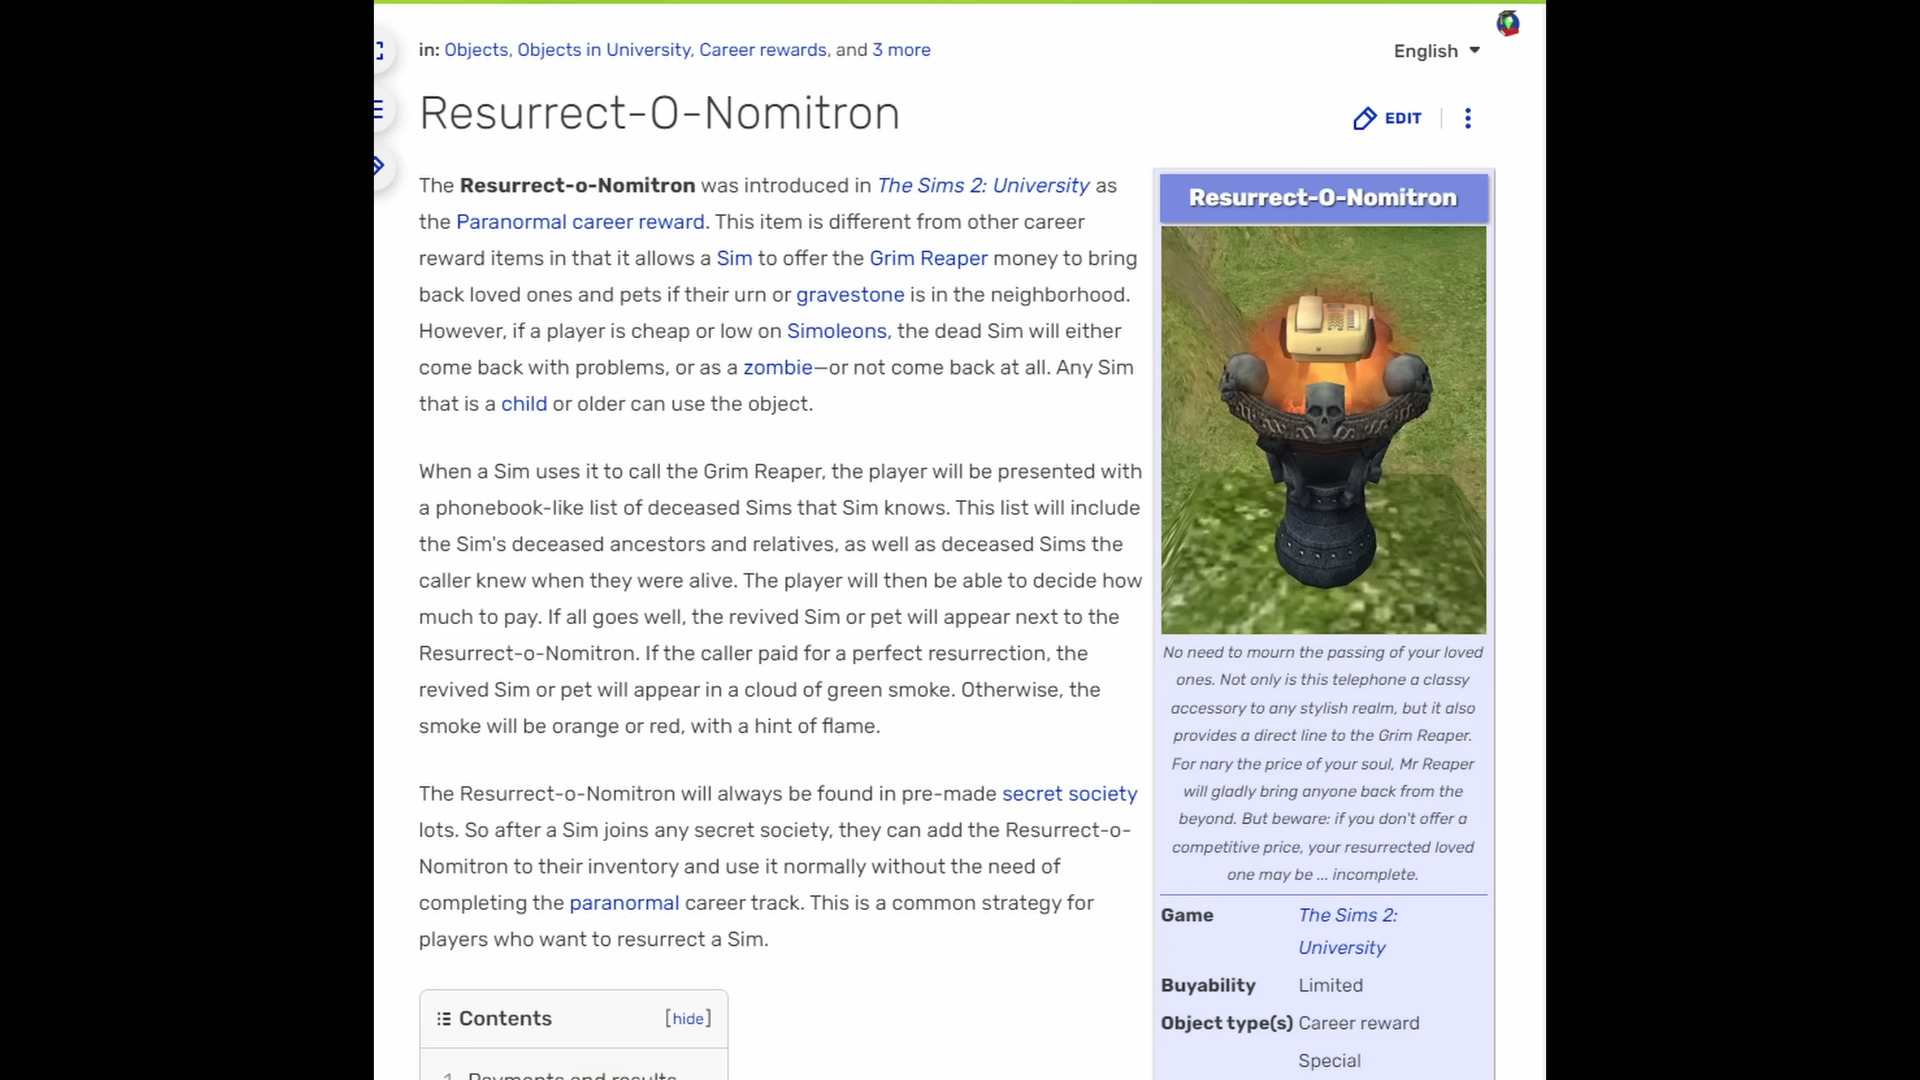 in: Objects, Objects in University, Career rewards, and 3 more
English
Resurrect-O-Nomitron
EDIT
The Resurrect-o-Nomitron was introduced in The Sims 2: University as
the Paranormal career reward. This item is different from other career
reward items in that it allows a Sim to offer the Grim Reaper money to bring
back loved ones and pets if their urn or gravestone is in the neighborhood.
However, if a player is cheap or low on Simoleons, the dead Sim will either
come back with problems, or as a zombie—or not come back at all. Any Sim
that is a child or older can use the object.
When a Sim uses it to call the Grim Reaper, the player will be presented with
a phonebook-like list of deceased Sims that Sim knows. This list will include
the Sim's deceased ancestors and relatives, as well as deceased Sims the
caller knew when they were alive. The player will then be able to decide how
much to pay. If all goes well, the revived Sim or pet will appear next to the
Resurrect-o-Nomitron. If the caller paid for a perfect resurrection, the
revived Sim or pet will appear in a cloud of green smoke. Otherwise, the
smoke will be orange or red, with a hint of flame.
The Resurrect-o-Nomitron will always be found in pre-made secret society
lots. So after a Sim joins any secret society, they can add the Resurrect-o-
Nomitron to their inventory and use it normally without the need of
completing the paranormal career track. This is a common strategy for
players who want to resurrect a Sim.
Contents [hide]
1 Payments and results
Resurrect-O-Nomitron
No need to mourn the passing of your loved
ones. Not only is this telephone a classy
accessory to any stylish realm, but it also
provides a direct line to the Grim Reaper.
For nary the price of your soul, Mr Reaper
will gladly bring anyone back from the
beyond. But beware: if you don't offer a
competitive price, your resurrected loved
one may be ... incomplete.
Game The Sims 2:
University
Buyability Limited
Object type(s) Career reward
Special